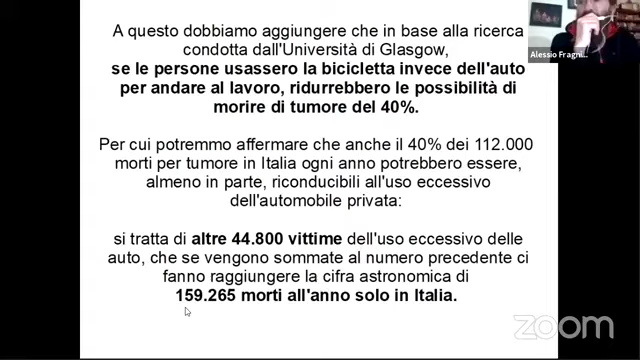 A questo dobbiamo aggiungere che in base alla ricerca
condotta dall'Università di Glasgow,
se le persone usassero la bicicletta invece dell'auto
per andare al lavoro, ridurrebbero le possibilità di
morire di tumore del 40%.
Per cui potremmo affermare che anche il 40% dei 112.000
morti per tumore in Italia ogni anno potrebbero essere,
almeno in parte, riconducibili all'uso eccessivo
dell'automobile privata:
si tratta di altre 44.800 vittime dell'uso eccessivo delle
auto, che se vengono sommate al numero precedente ci
fanno raggiungere la cifra astronomica di
159.265 morti all'anno solo in Italia.
Alessio Fragni...
zoom